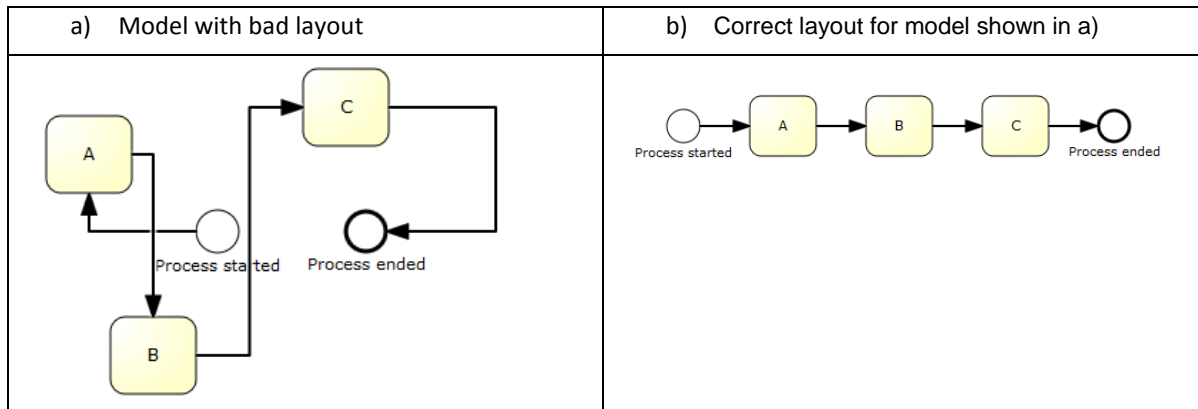 a) Model with bad layout
b) Correct layout for model shown in a)
C
A
Process started
Process ended
B
A
B
C
Process started
Process ended